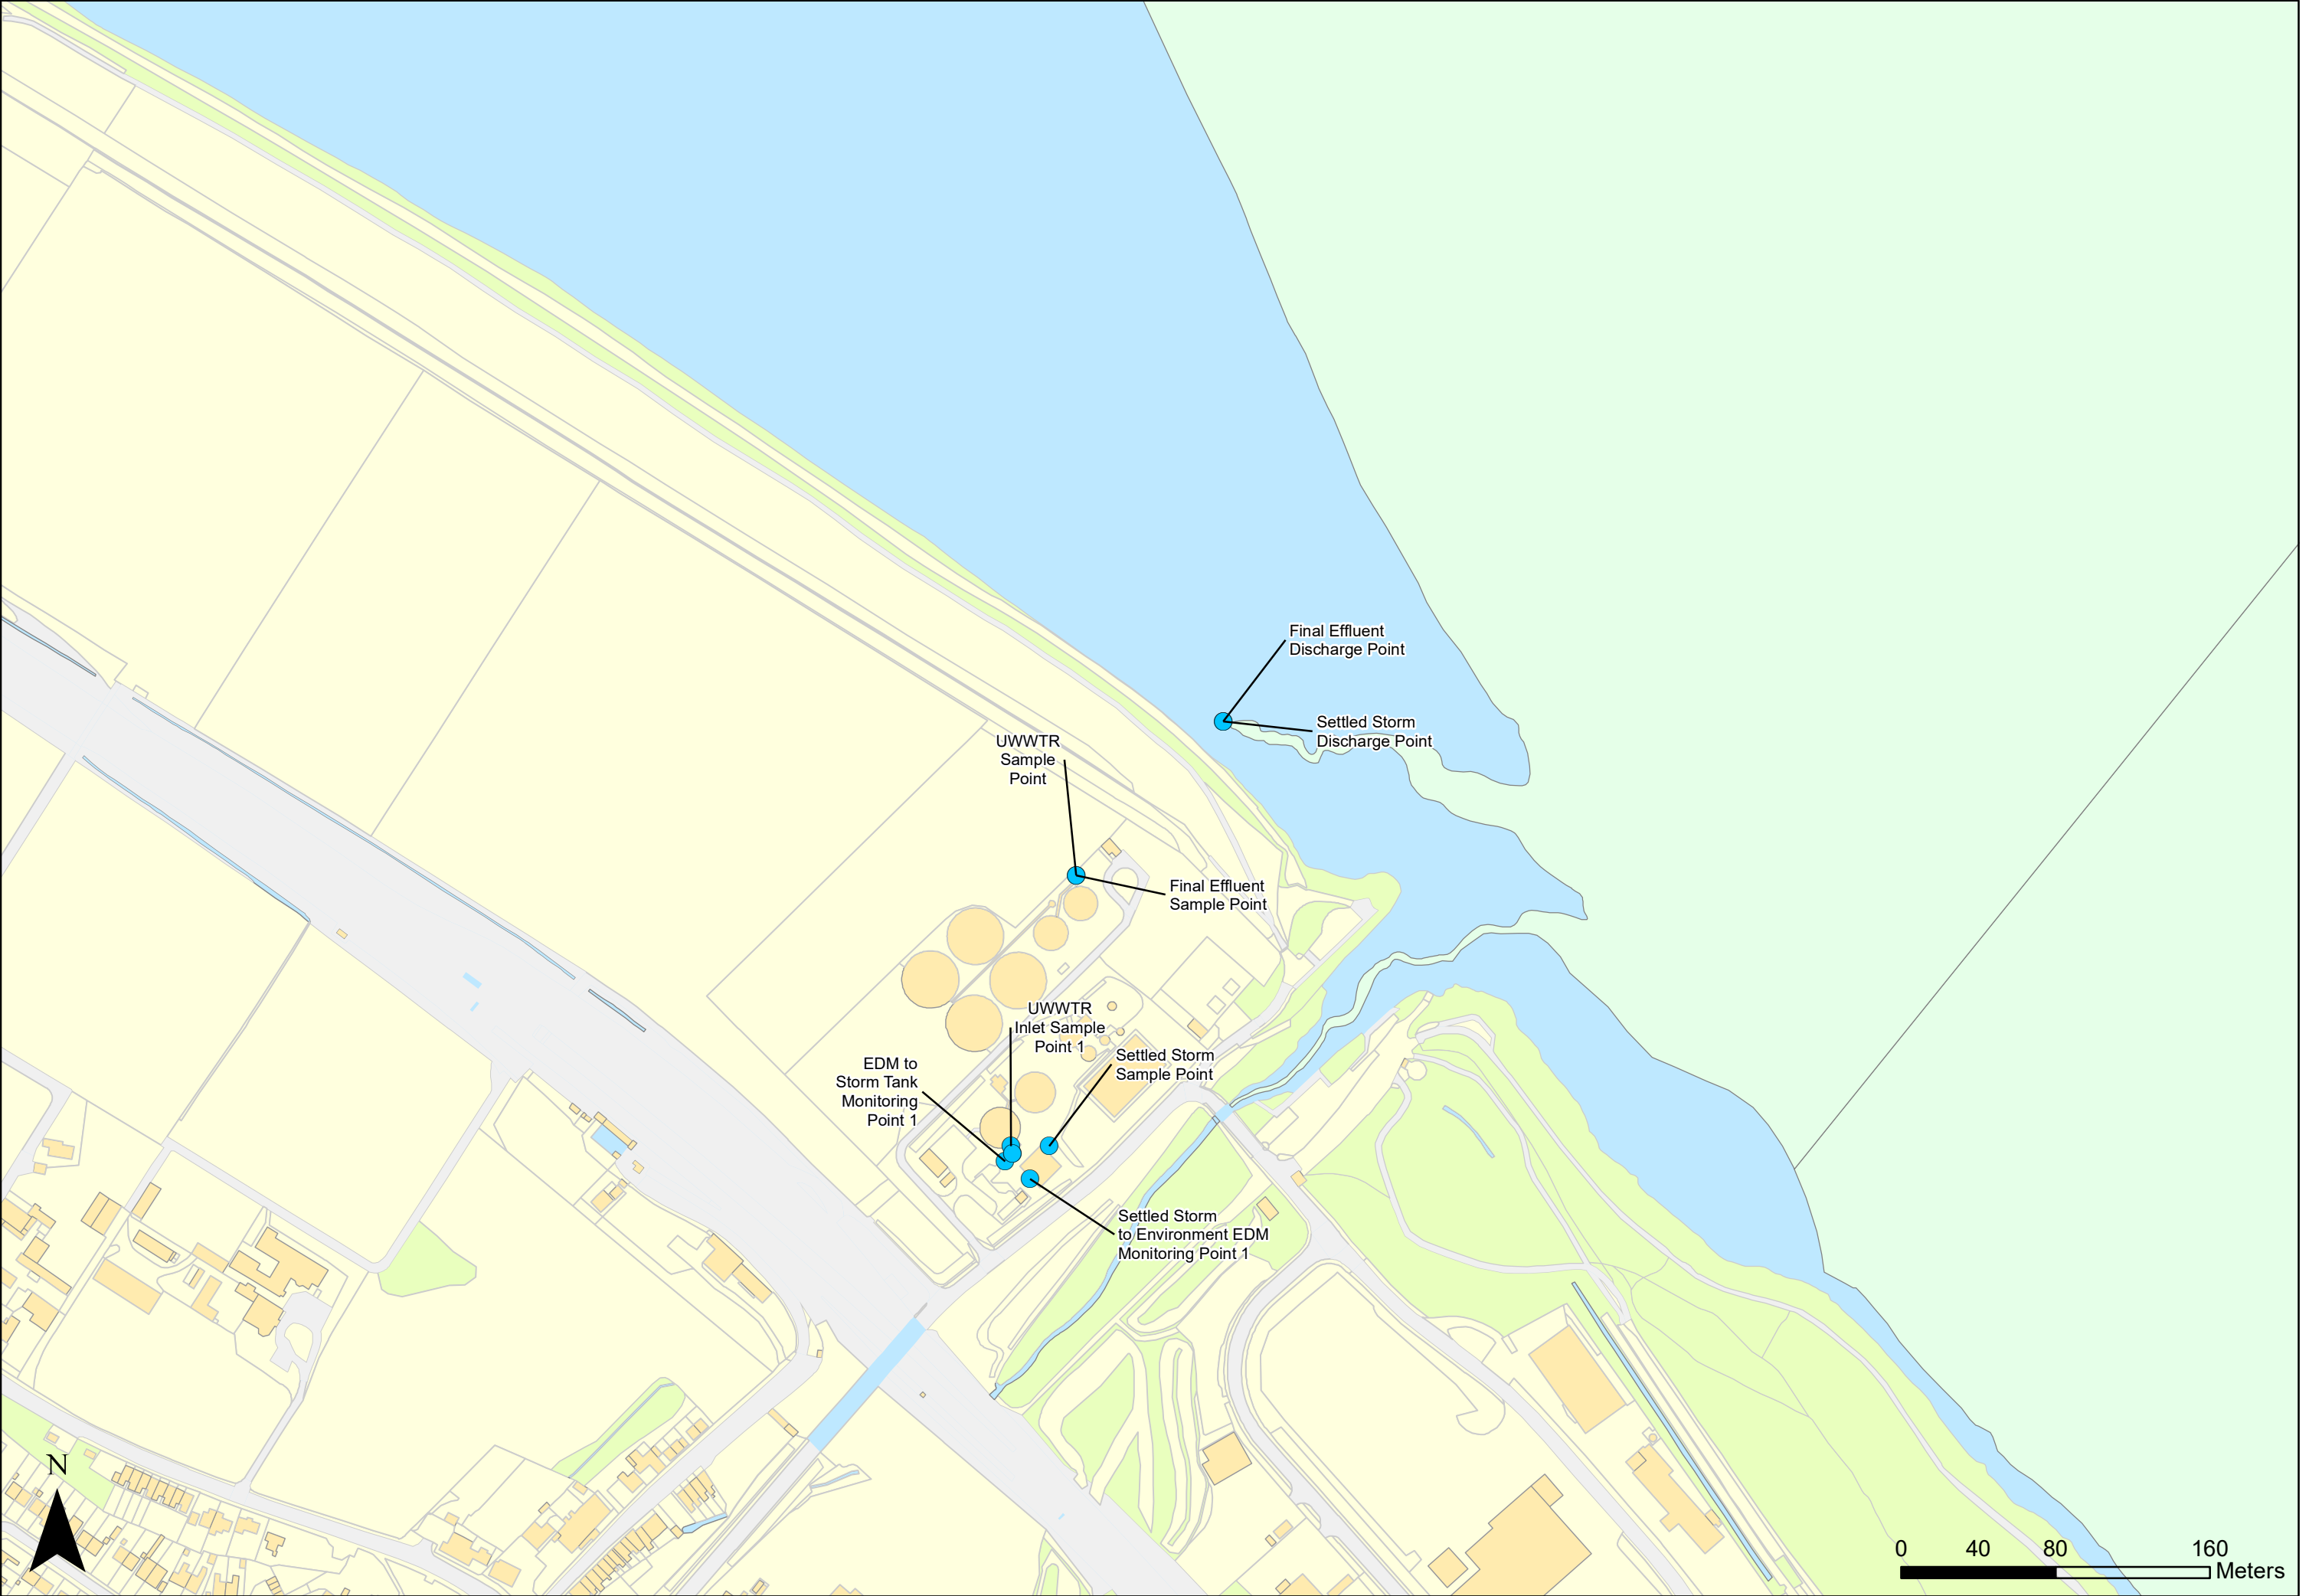 Final Effluent
Discharge Point
Settled Storm
Discharge Point
UWWTR
Sample
Point
Final Effluent
Sample Point
UWWTR
Inlet Sample
Point 1
EDM to
Storm Tank
Monitoring
Point 1
Settled Storm
Sample Point
Settled Storm
to Environment EDM
Monitoring Point 1
N
0 40 80 160
Meters